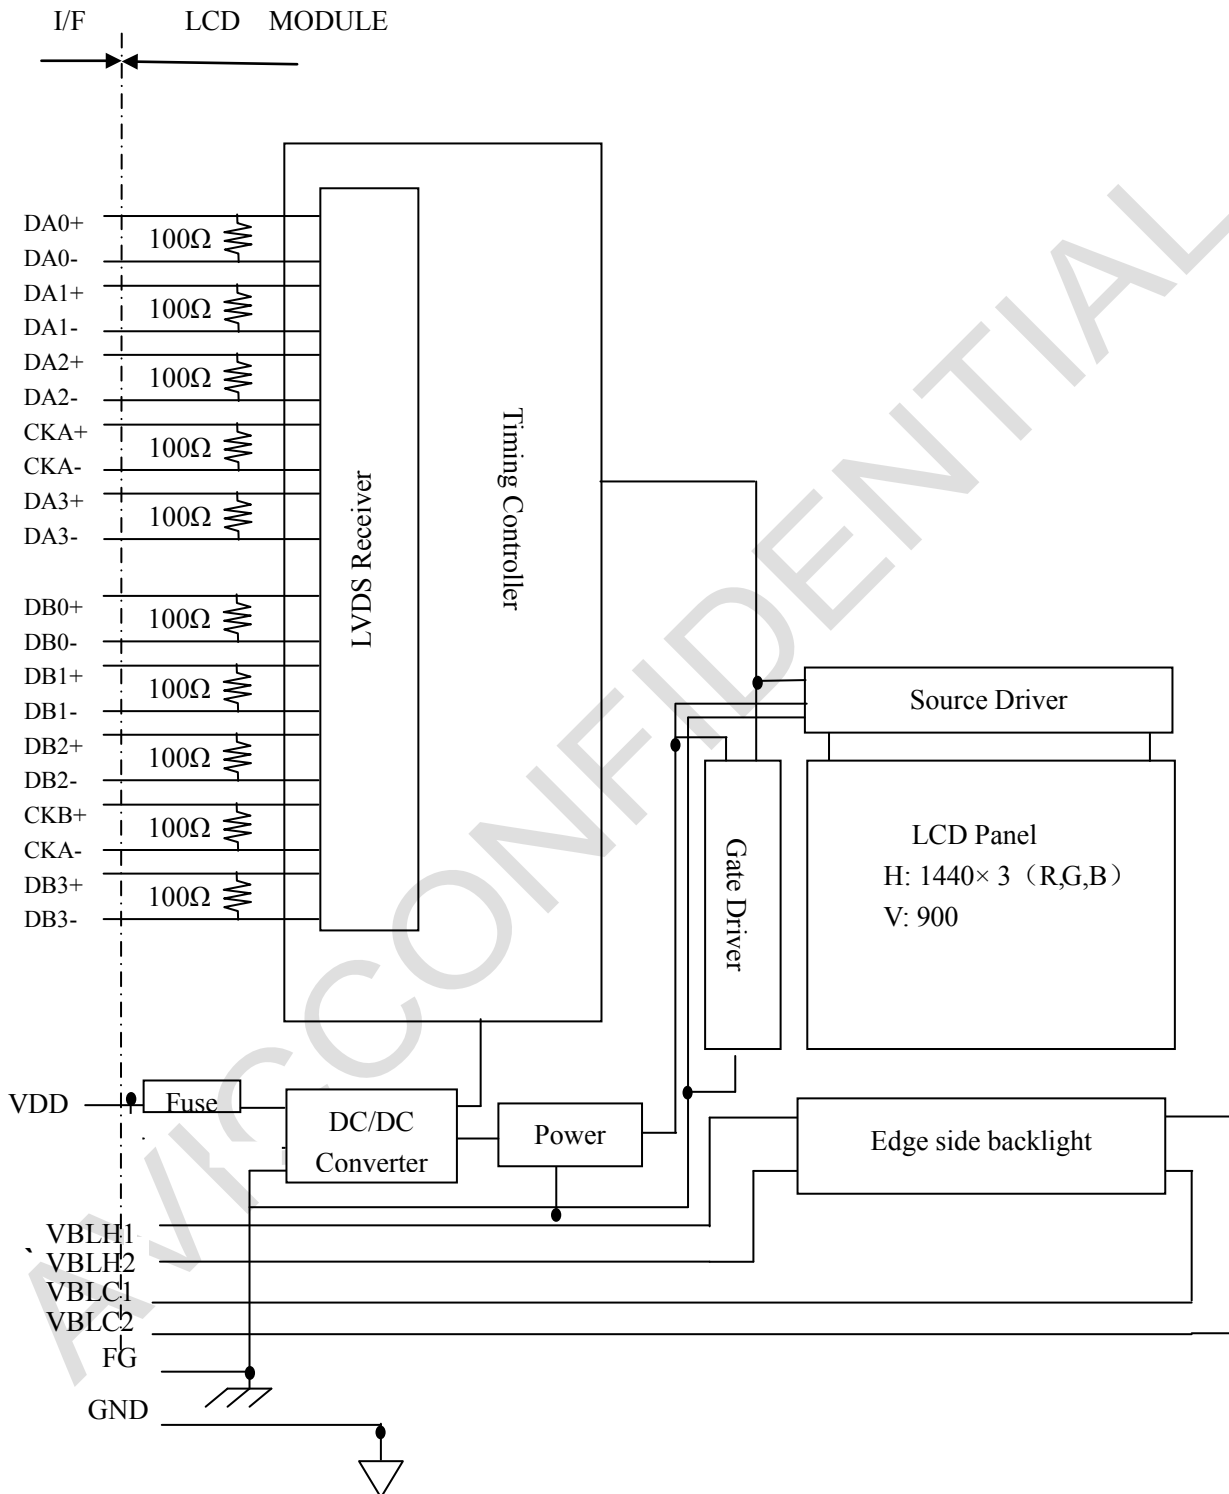 I/F LCD MODULE
DA0+
100Ω
DA0-
DA1+
100Ω
DA1-
DA2+
100Ω
DA2-
CKA+
100Ω
CKA-
DA3+
100Ω
DA3-
DB0+
100Ω
DB0-
DB1+
100Ω
DB1-
DB2+
100Ω
DB2-
CKB+
100Ω
CKA-
DB3+
100Ω
DB3-
LVDS Receiver
Timing Controller
Source Driver
Gate Driver
LCD Panel
H: 1440× 3（R,G,B）
V: 900
VDD
Fuse
DC/DC
Converter
Power
Edge side backlight
VBLH1
VBLH2
VBLC1
VBLC2
FG
GND
AVIC CONFIDENTIAL